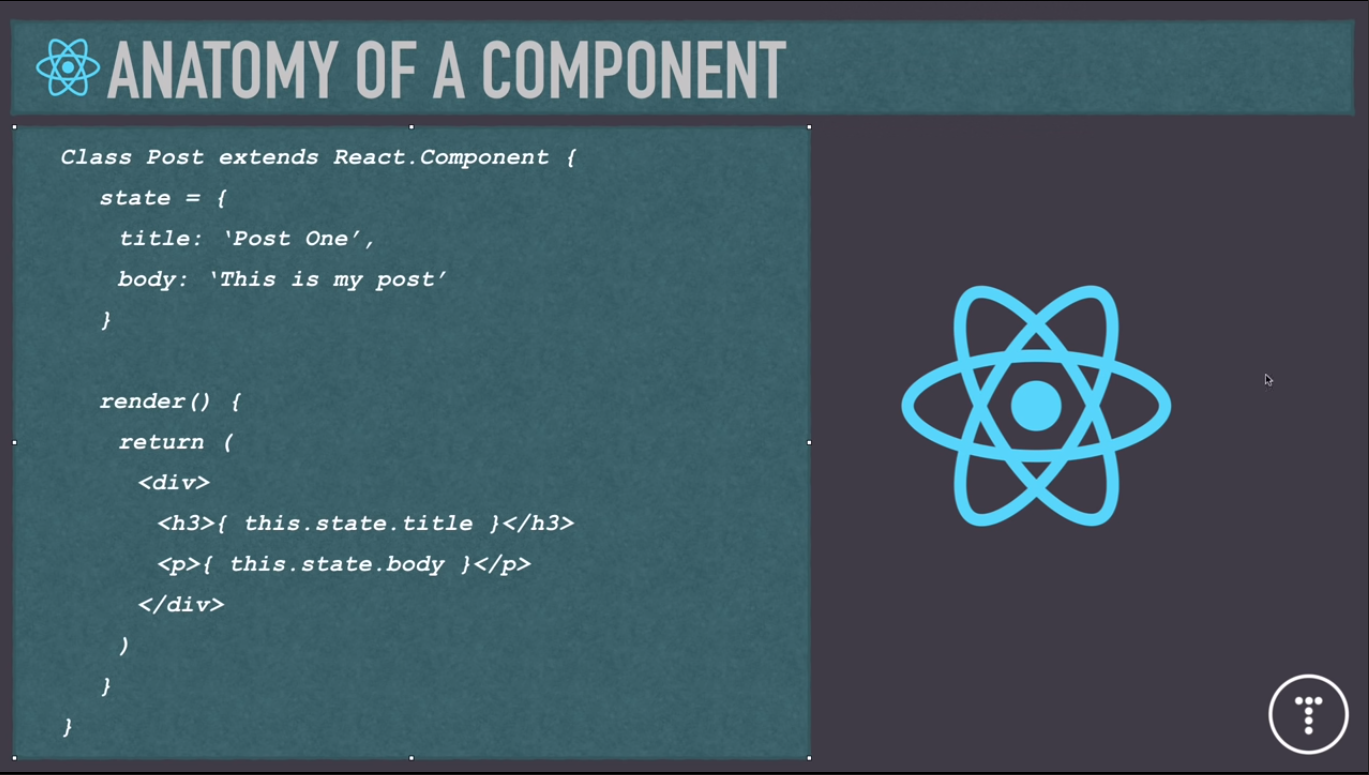 ANATOMY OF A COMPONENT
Class Post extends React.Component {
state = {
title: ‘Post One’,
body: ‘This is my post’
}
render() {
return (
<div>
<h3>{ this.state.title }</h3>
<p>{ this.state.body }</p>
</div>
)
}
}
T